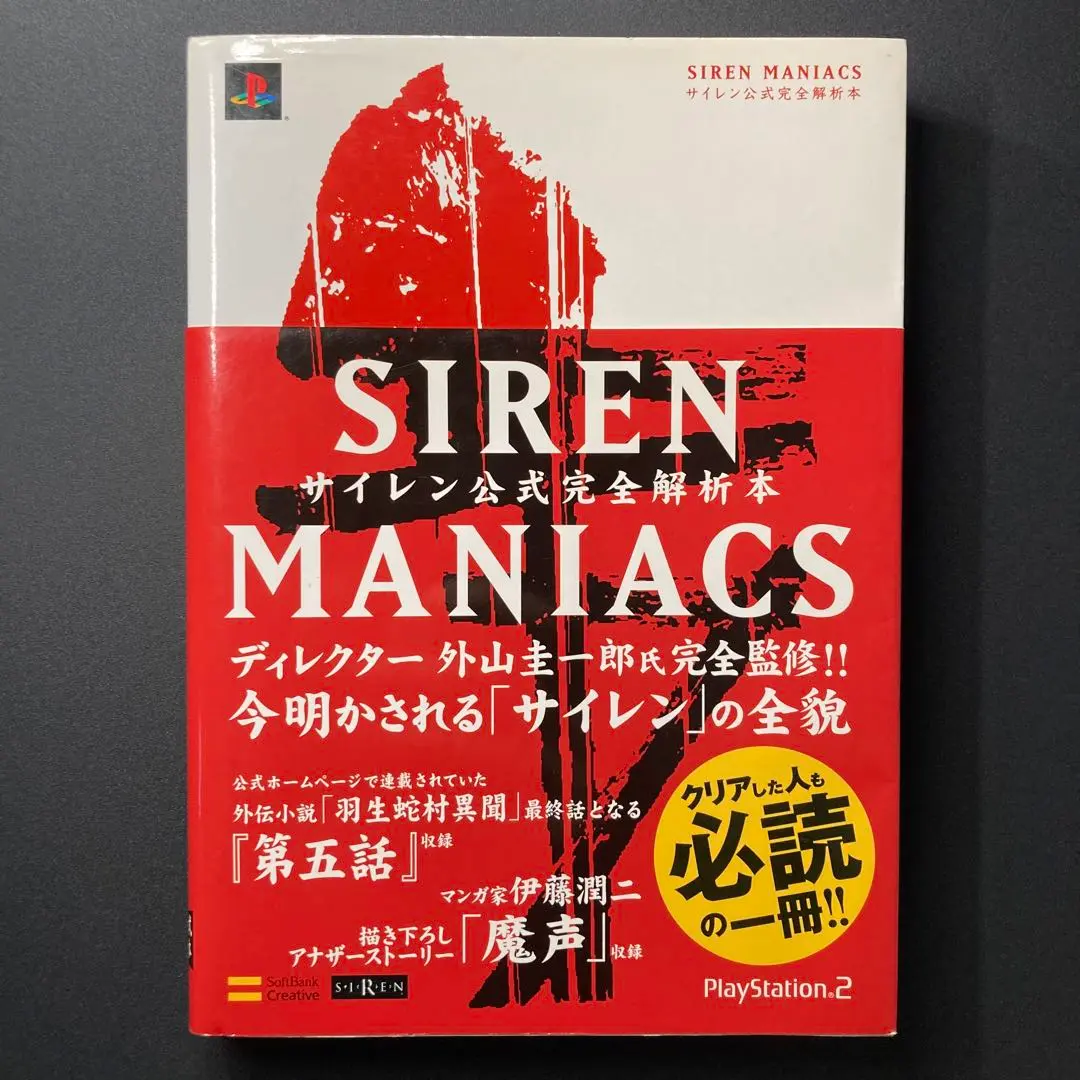 SIREN MANIACS
サイレン公式完全解析本
SIREN
サイレン公式完全解析本
MANIACS
ディレクター 外山圭一郎氏完全監修!!
今明かされる「サイレン」の全貌
公式ホームページで連載されていた
外伝小説「羽生蛇村異聞」最終話となる
『第五話』収録
マンガ家伊藤潤二
描き下ろし
アナザーストーリー「魔声」収録
クリアした人も
必読
の一冊!!
SoftBank
Creative
S・I・R・E・N
PlayStation®2